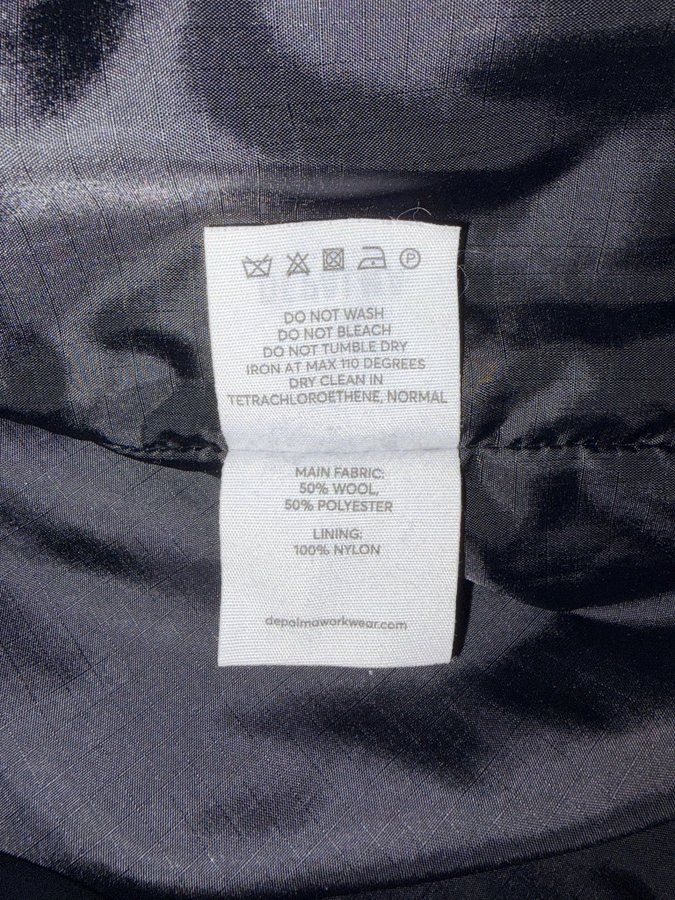 P
DO NOT WASH
DO NOT BLEACH
DO NOT TUMBLE DRY
IRON AT MAX 110 DEGREES
DRY CLEAN IN
TETRACHLOROETHENE, NORMAL
MAIN FABRIC:
50% WOOL,
50% POLYESTER
LINING:
100% NYLON
depalmaworkwear.com